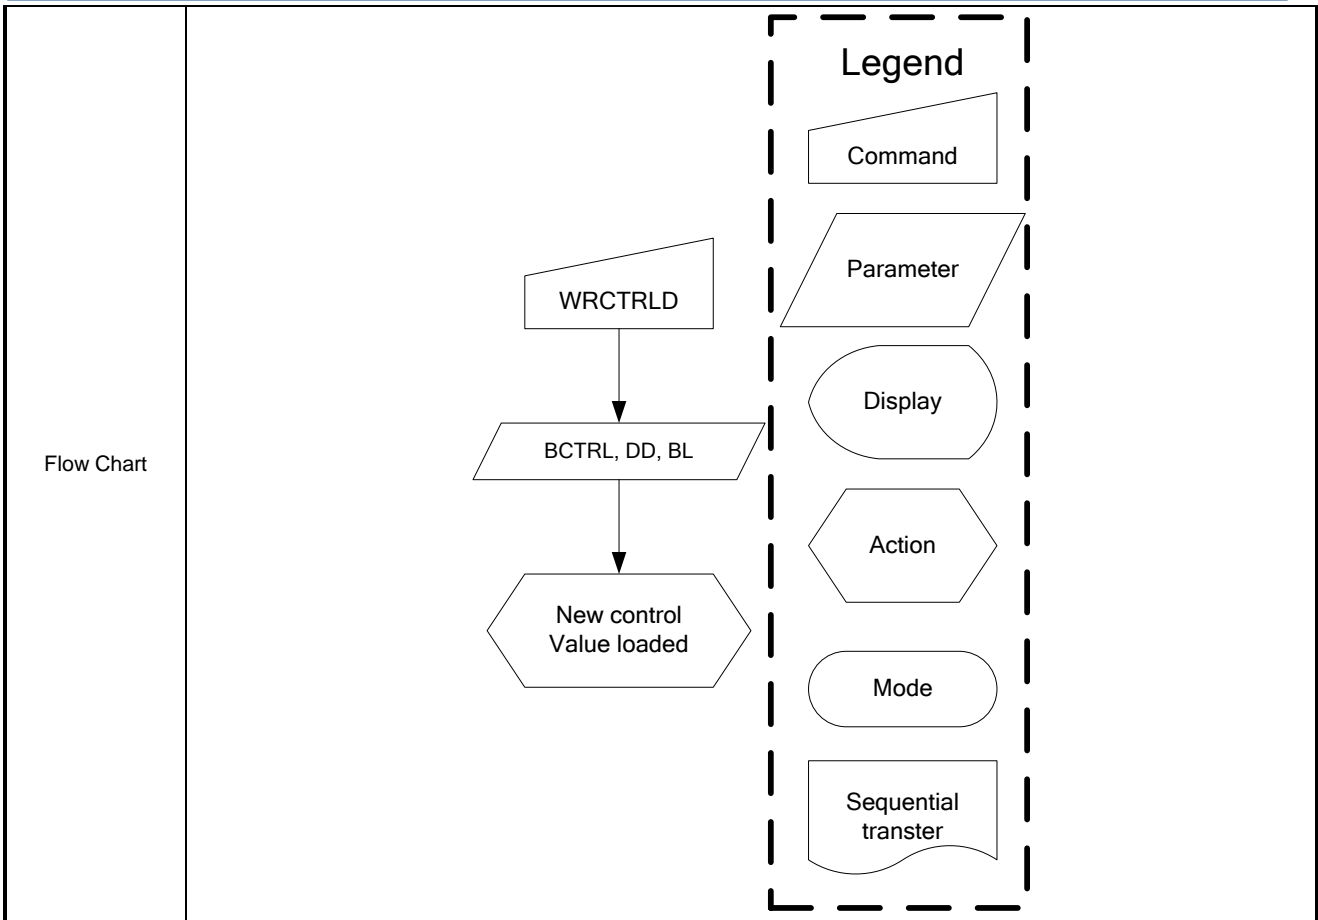 Flow Chart
WRCTRLD
BCTRL, DD, BL
New control
Value loaded
Legend
Command
Parameter
Display
Action
Mode
Sequential
transter